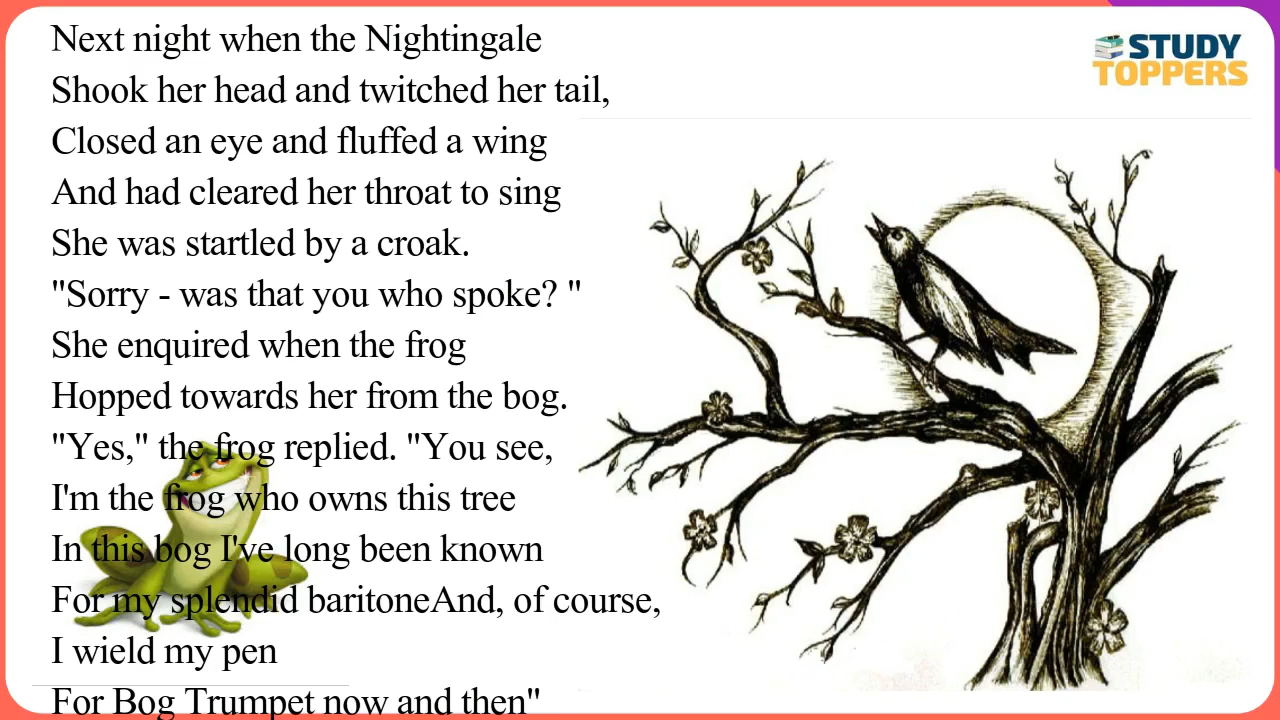 Next night when the Nightingale
Shook her head and twitched her tail,
Closed an eye and fluffed a wing
And had cleared her throat to sing
She was startled by a croak.
"Sorry - was that you who spoke? "
She enquired when the frog
Hopped towards her from the bog.
"Yes," the frog replied. "You see,
I'm the frog who owns this tree
In this bog I've long been known
For my splendid baritoneAnd, of course,
I wield my pen
For Bog Trumpet now and then"
STUDY
TOPPERS